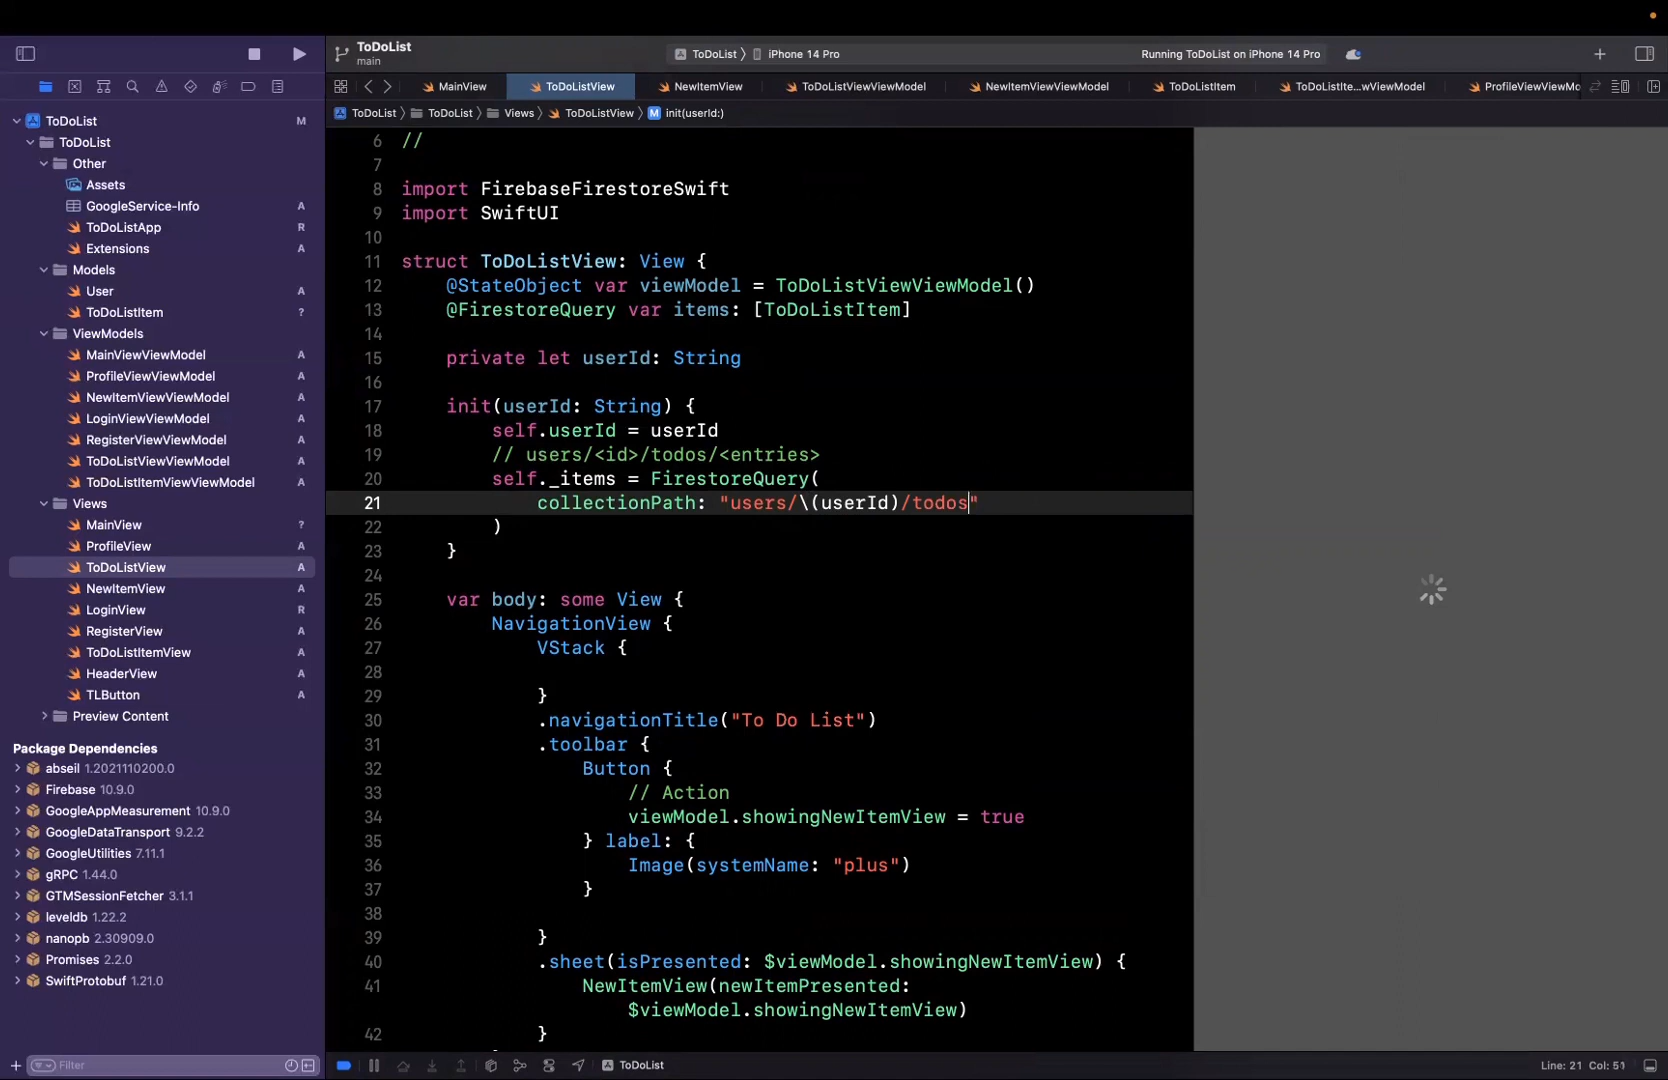 ToDoList
main
ToDoList
iPhone 14 Pro
Running ToDoList on iPhone 14 Pro
MainView
ToDoListView
NewItemView
ToDoListViewViewModel
NewItemViewViewModel
ToDoListItem
ToDoListIte...wViewModel
ProfileViewViewMo
ToDoList
M
ToDoList
Other
Assets
GoogleService-Info A
ToDoListApp R
Extensions A
Models
User A
ToDoListItem ?
ViewModels
MainViewViewModel A
ProfileViewViewModel A
NewItemViewViewModel A
LoginViewViewModel A
RegisterViewViewModel A
ToDoListViewViewModel A
ToDoListItemViewViewModel A
Views
MainView A
ProfileView A
ToDoListView A
NewItemView A
LoginView R
RegisterView A
ToDoListItemView A
HeaderView A
TLButton A
Preview Content
Package Dependencies
abseil 1.2021110200.0
Firebase 10.9.0
GoogleAppMeasurement 10.9.0
GoogleDataTransport 9.2.2
GoogleUtilities 7.11.1
gRPC 1.44.0
GTMSessionFetcher 3.1.1
leveldb 1.22.2
nanopb 2.30909.0
Promises 2.2.0
SwiftProtobuf 1.21.0
Filter
ToDoList > ToDoList > Views > ToDoListView > M init(userId:)
6 //
7
8 import FirebaseFirestoreSwift
9 import SwiftUI
10
11 struct ToDoListView: View {
12 @StateObject var viewModel = ToDoListViewViewModel()
13 @FirestoreQuery var items: [ToDoListItem]
14
15 private let userId: String
16
17 init(userId: String) {
18 self.userId = userId
19 // users/<id>/todos/<entries>
20 self._items = FirestoreQuery(
21 collectionPath: "users/\(userId)/todos"
22 )
23 }
24
25 var body: some View {
26 NavigationView {
27 VStack {
28
29 }
30 .navigationTitle("To Do List")
31 .toolbar {
32 Button {
33 // Action
34 viewModel.showingNewItemView = true
35 } label: {
36 Image(systemName: "plus")
37 }
38
39 }
40 .sheet(isPresented: $viewModel.showingNewItemView) {
41 NewItemView(newItemPresented:
$viewModel.showingNewItemView)
42 }
ToDoList
Line: 21 Col: 51